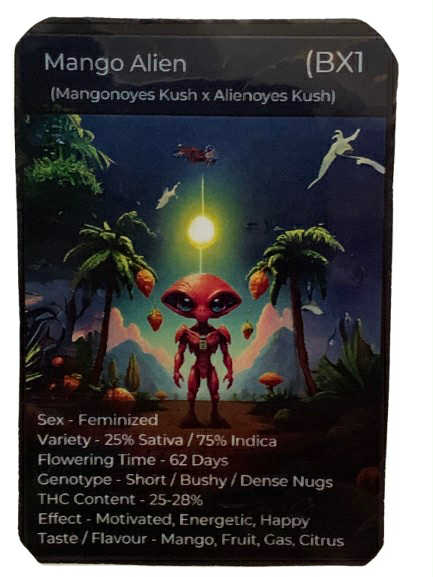 Mango Alien (BX1
(Mangonoyes Kush x Alienoyes Kush)
Sex - Feminized
Variety - 25% Sativa / 75% Indica
Flowering Time - 62 Days
Genotype - Short / Bushy / Dense Nugs
THC Content - 25-28%
Effect - Motivated, Energetic, Happy
Taste / Flavour - Mango, Fruit, Gas, Citrus